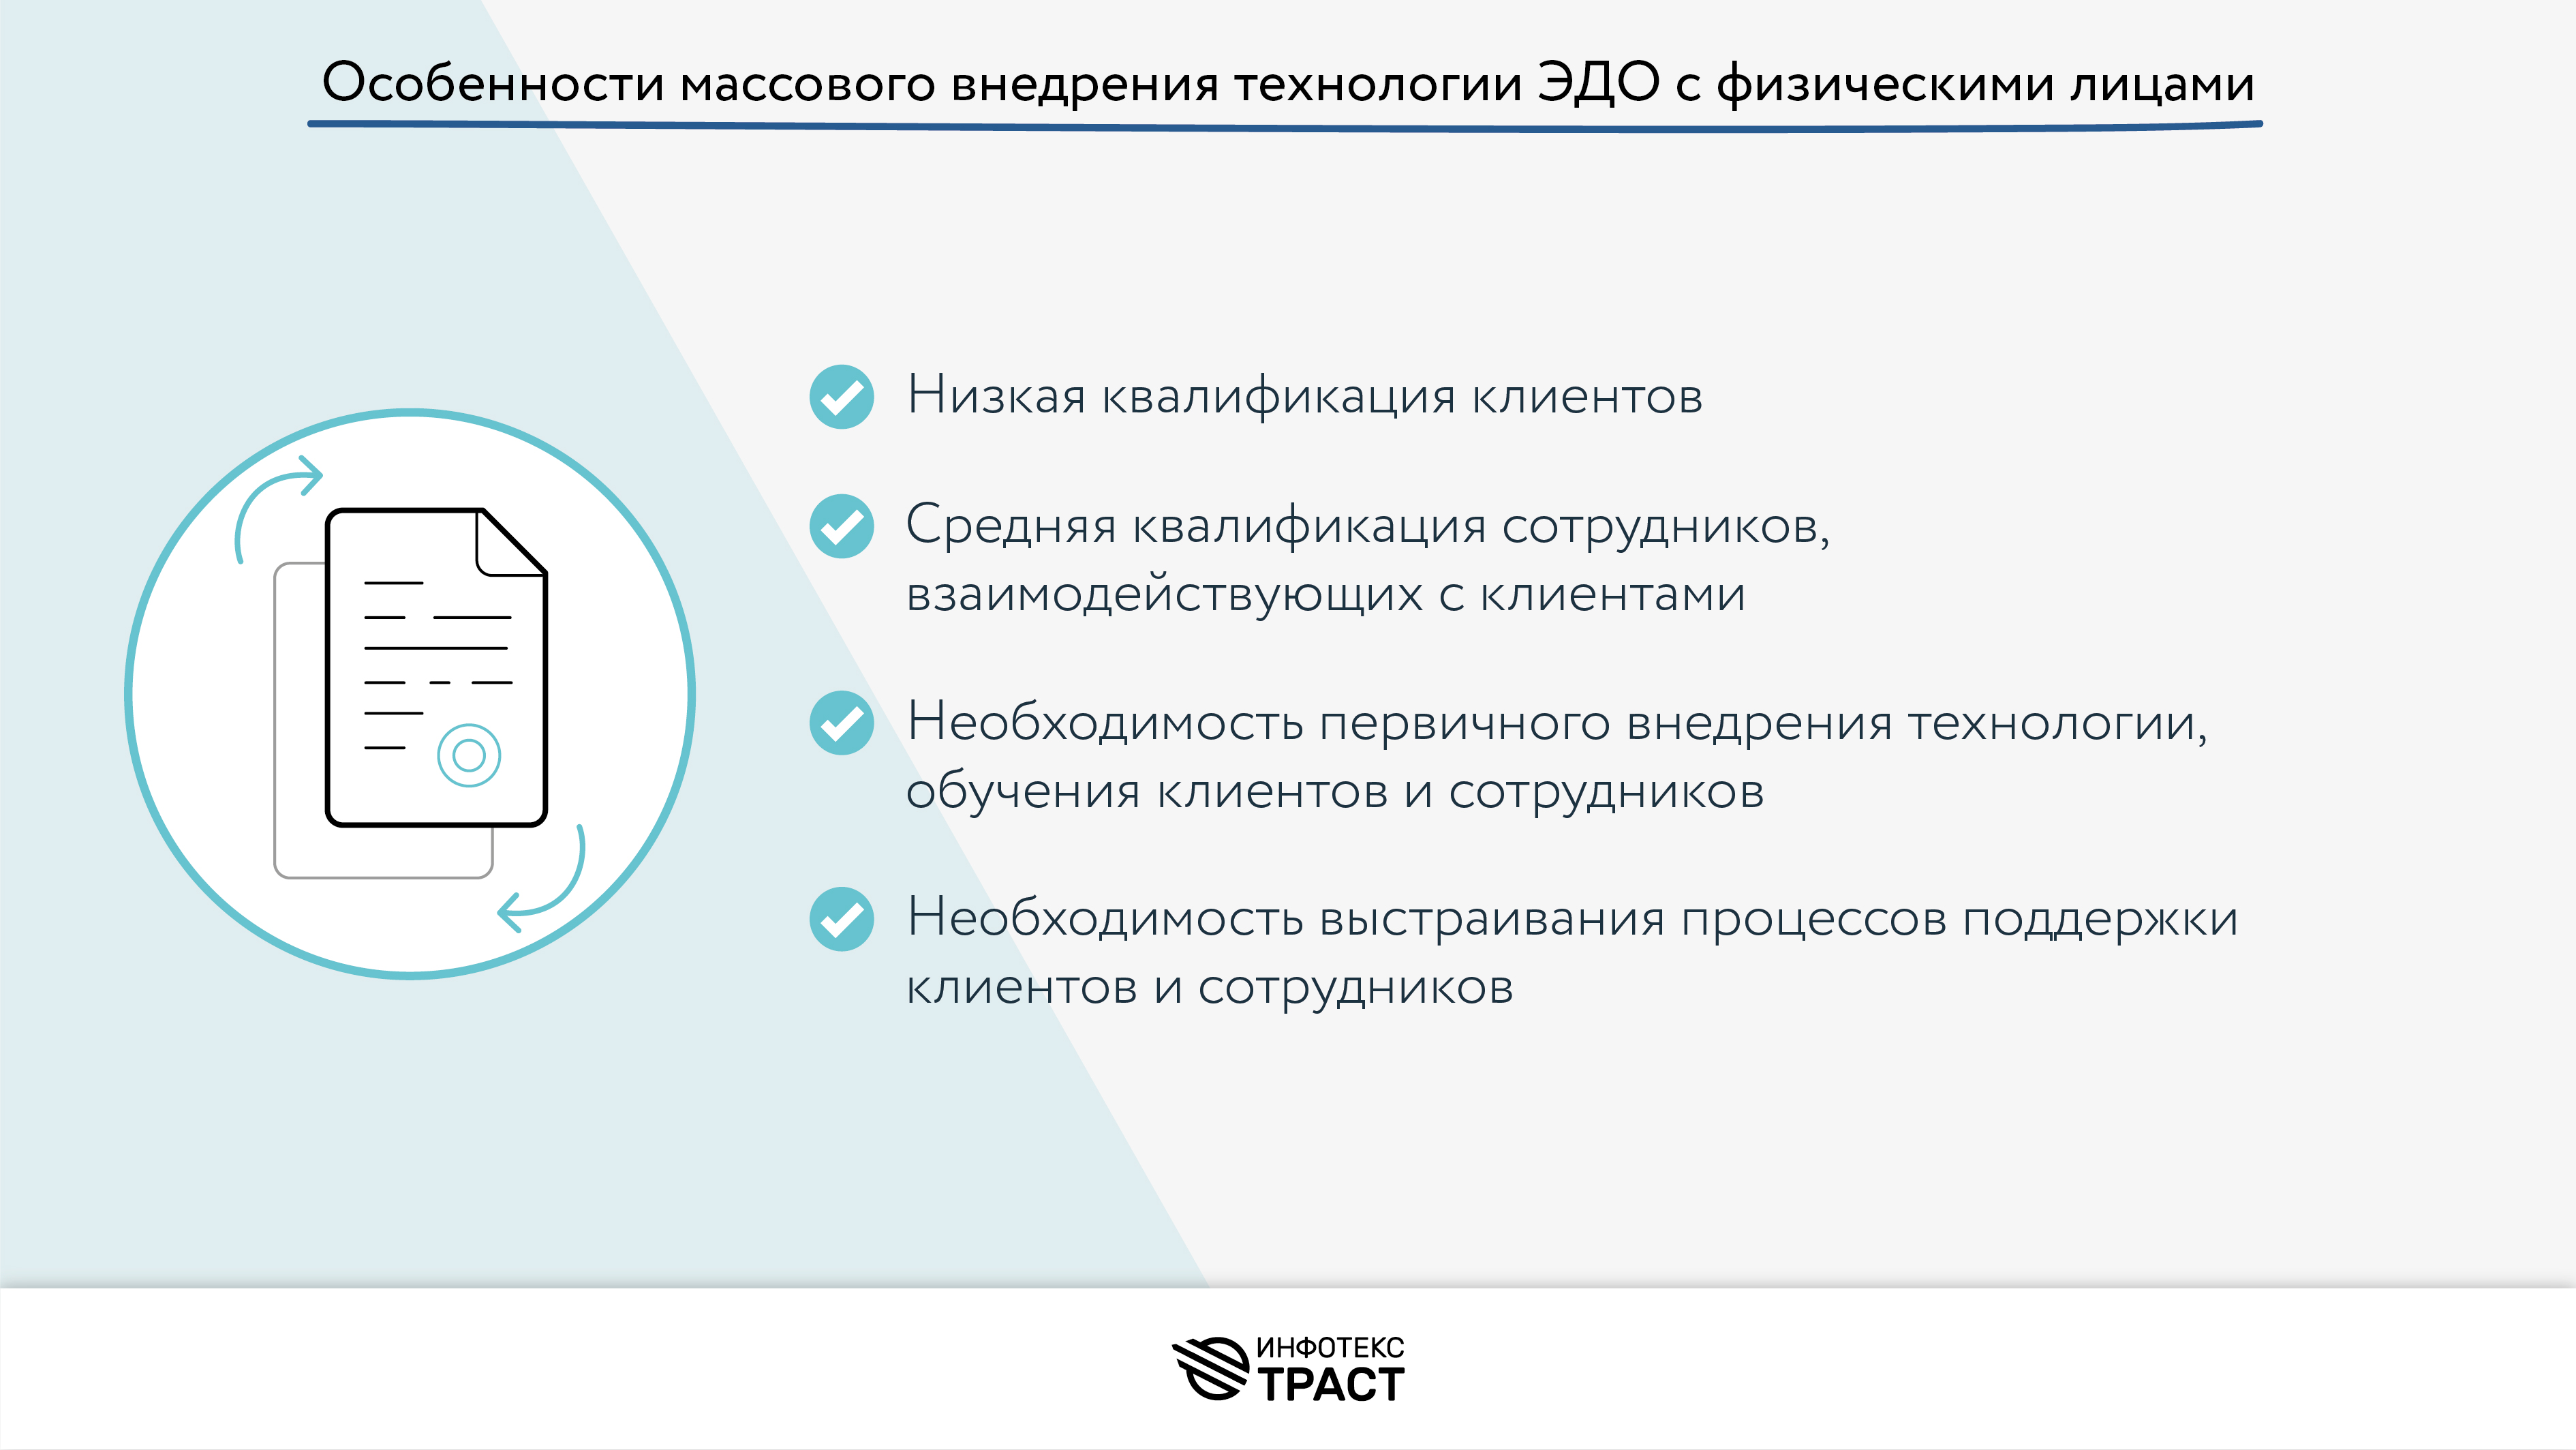 Особенности массового внедрения технологии ЭДО с физическими лицами
Низкая квалификация клиентов
Средняя квалификация сотрудников,
взаимодействующих с клиентами
Необходимость первичного внедрения технологии,
обучения клиентов и сотрудников
Необходимость выстраивания процессов поддержки
клиентов и сотрудников
ИНФОТЕКС
ТРАСТ